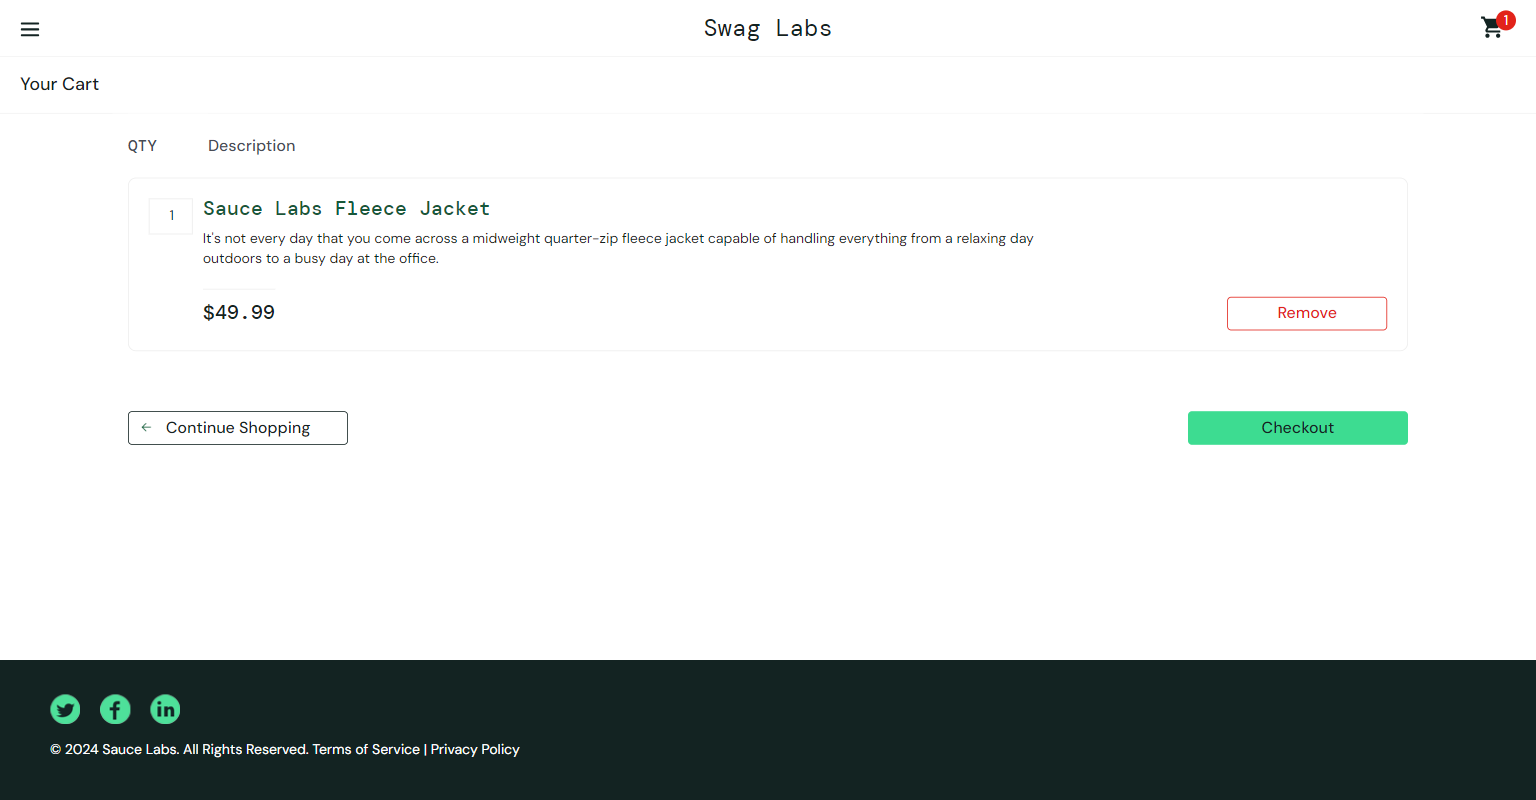 Swag Labs
1
Your Cart
QTY Description
1
Sauce Labs Fleece Jacket
It's not every day that you come across a midweight quarter-zip fleece jacket capable of handling everything from a relaxing day
outdoors to a busy day at the office.
$49.99
Remove
Continue Shopping
Checkout
© 2024 Sauce Labs. All Rights Reserved. Terms of Service | Privacy Policy